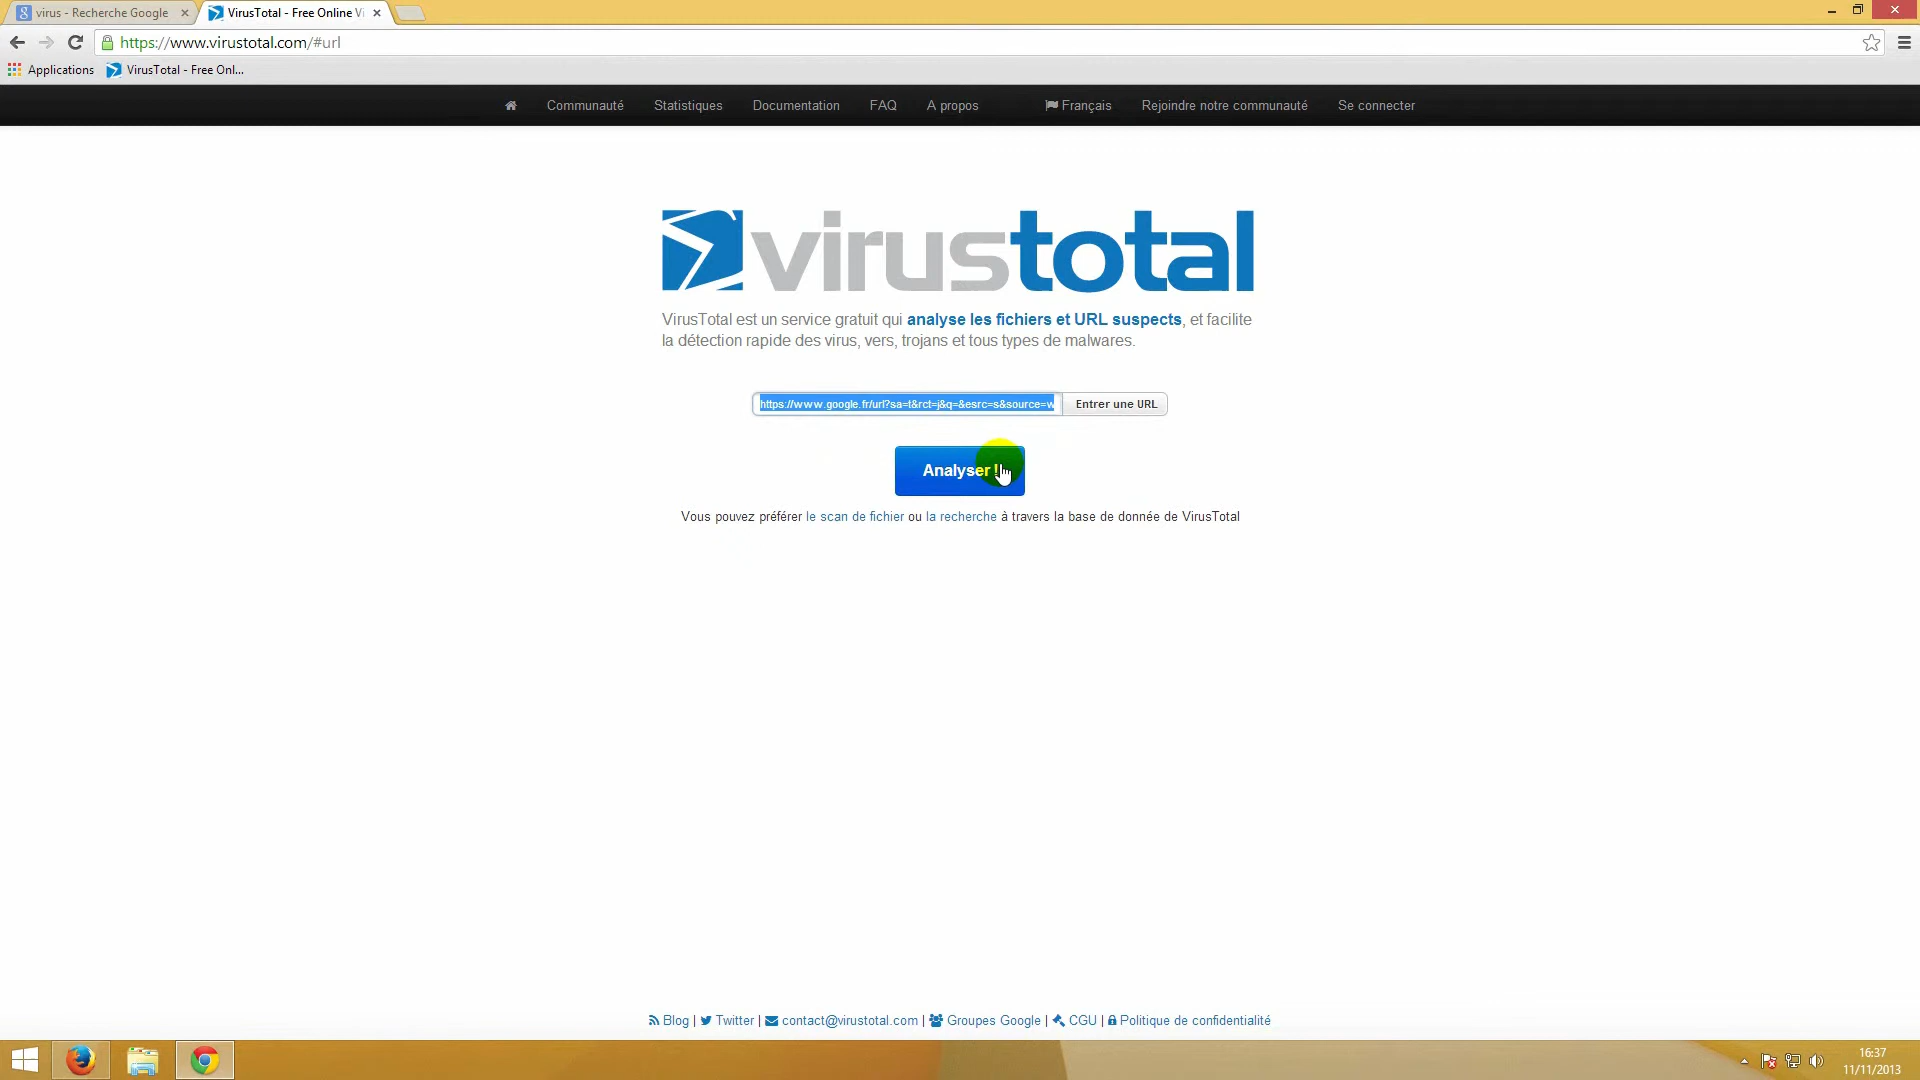 virus - Recherche Google
VirusTotal - Free Online Vi
https://www.virustotal.com/#url
Applications
VirusTotal - Free Onl...
Communauté Statistiques Documentation FAQ A propos Français Rejoindre notre communauté Se connecter
virustotal
VirusTotal est un service gratuit qui analyse les fichiers et URL suspects, et facilite
la détection rapide des virus, vers, trojans et tous types de malwares.
https://www.google.fr/url?sa=t&rct=j&q=&esrc=s&source=w
Entrer une URL
Analyser !
Vous pouvez préférer le scan de fichier ou la recherche à travers la base de donnée de VirusTotal
Blog | Twitter | contact@virustotal.com | Groupes Google | CGU | Politique de confidentialité
16:37
11/11/2013